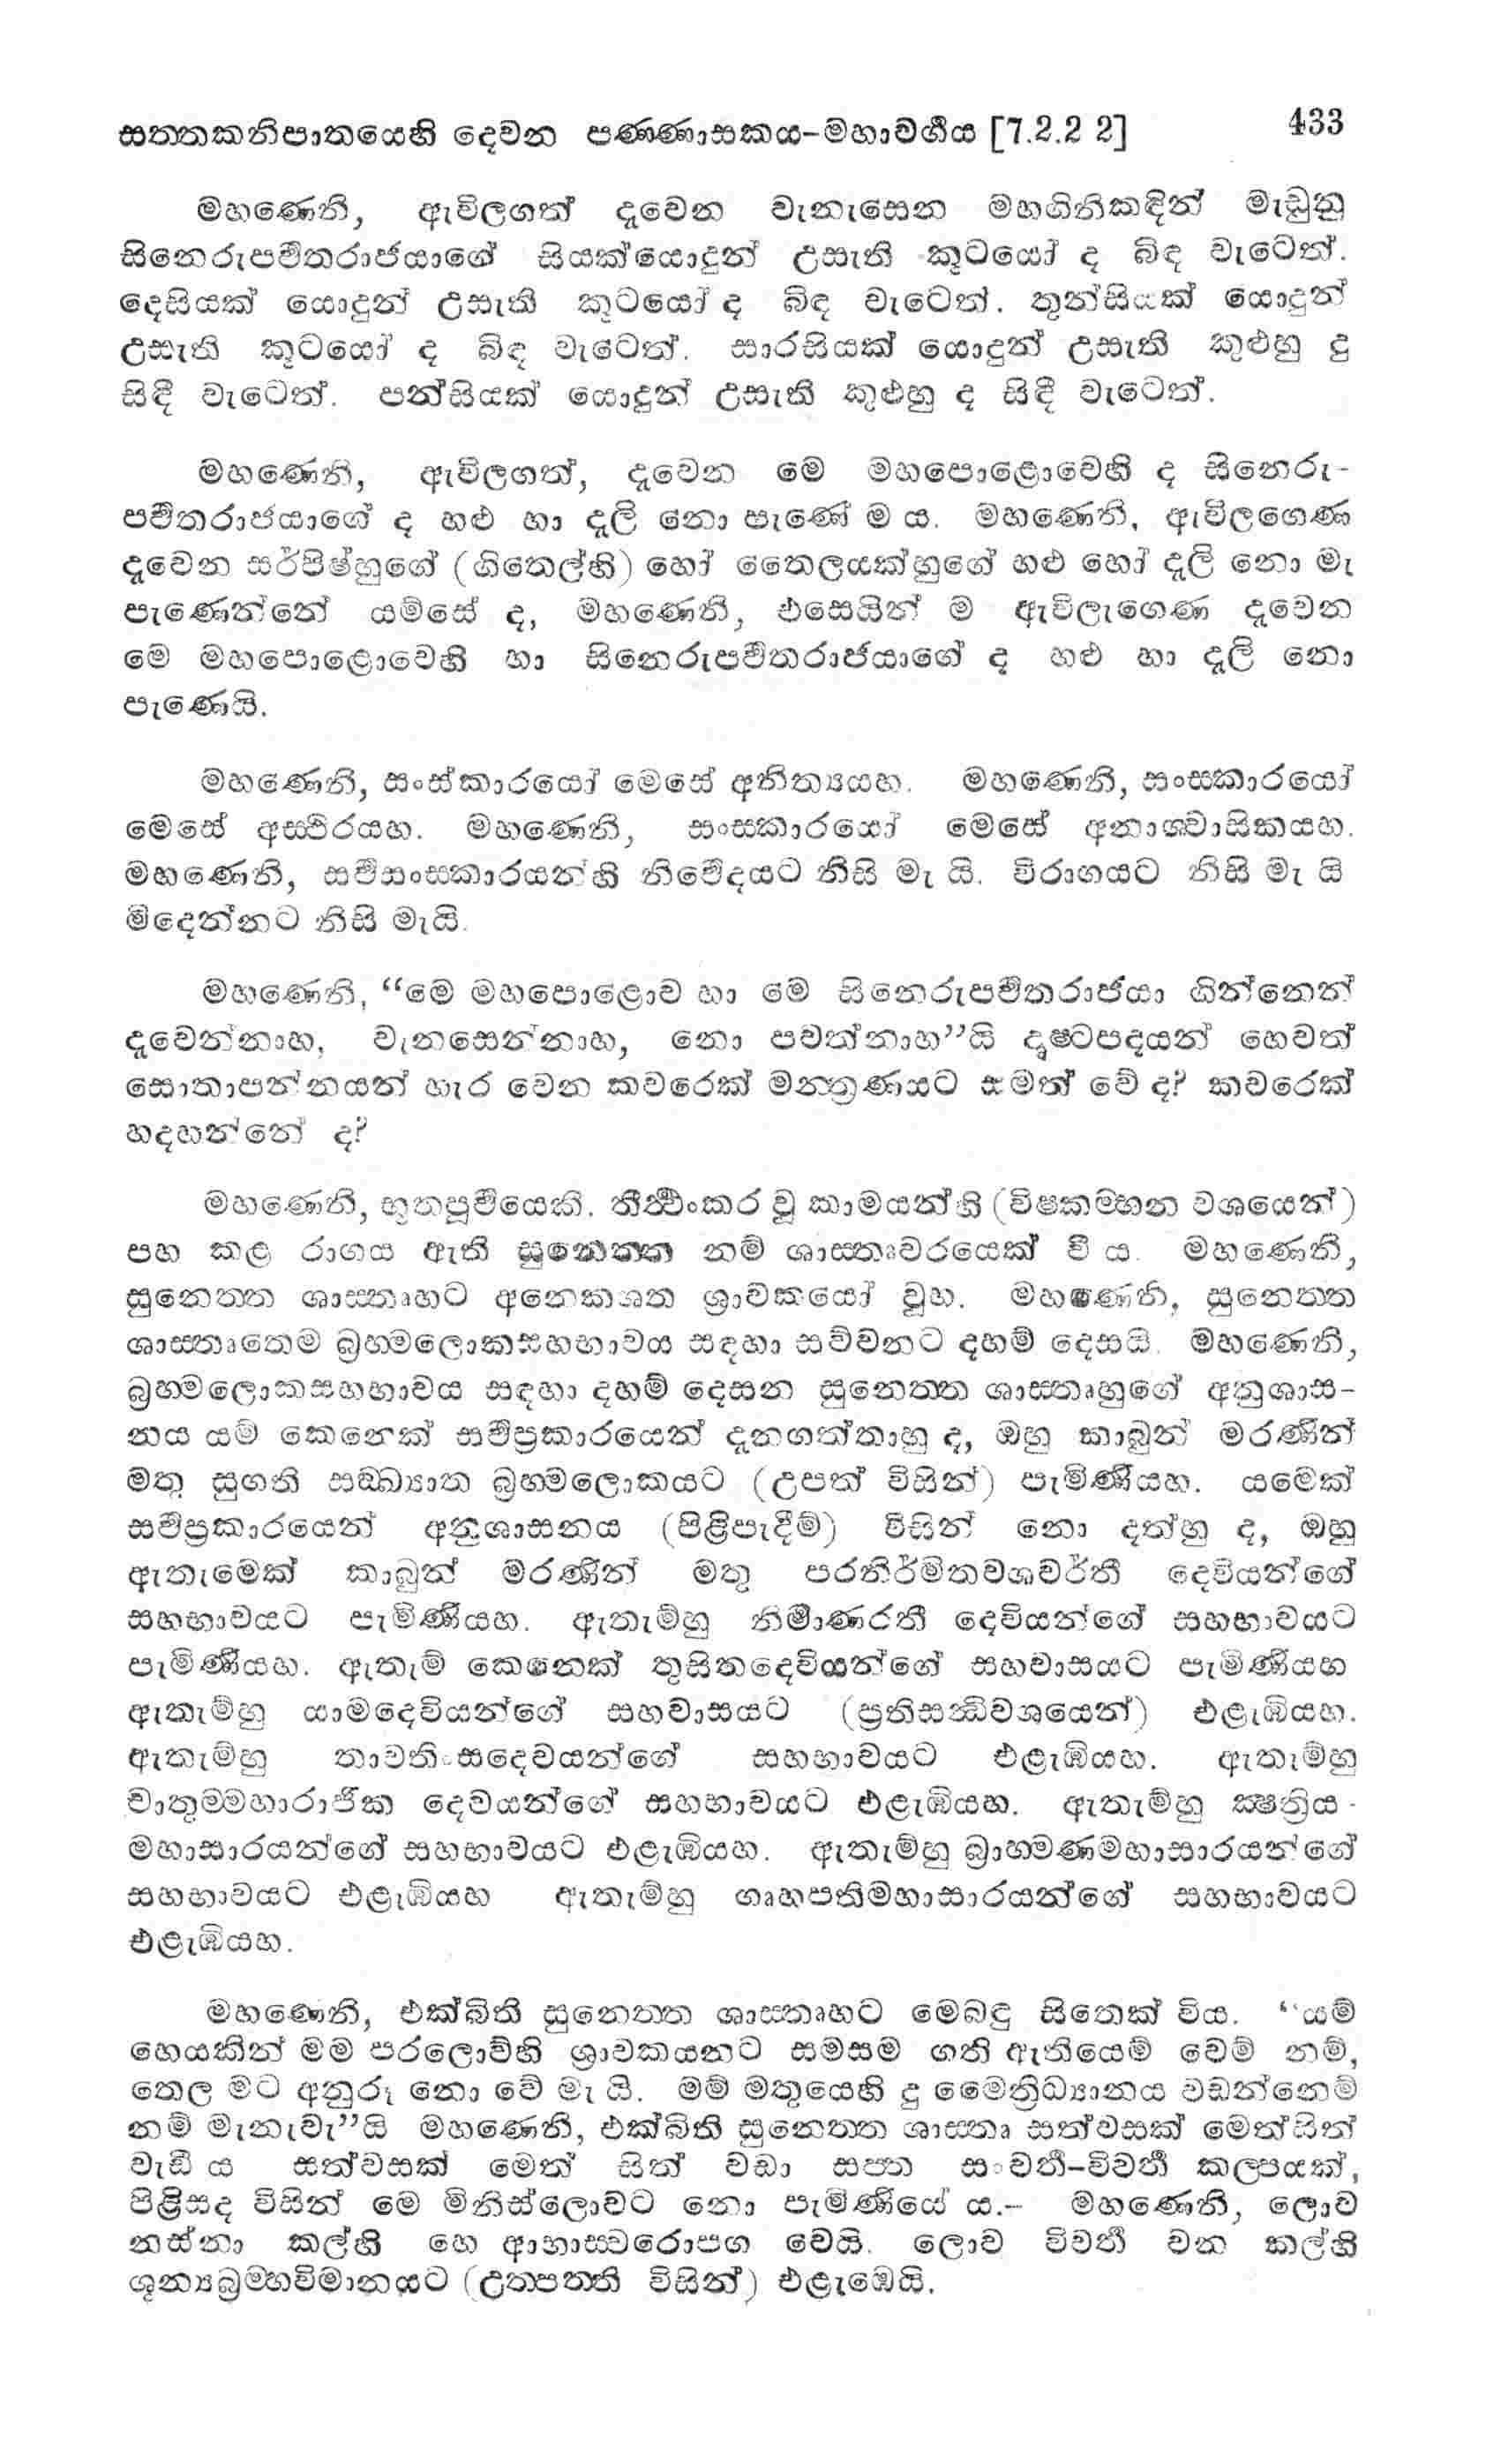 සත්තකනිපාතයෙහි දෙවන පණ්ණාසකය-මහාවර්‍ගය [7.2.2 2] 433
මහණෙනි, ඇවිලගත් දැවෙන වැනැසෙන මහගිනිකඳින් මැඩුනු
සිනෙරුපර්‍වතරාජයාගේ සියක්යොදුන් උසැති කූටයෝ ද බිඳ වැටෙත්.
දෙසියක් යොදුන් උසැති කූටයෝ ද බිඳ වැටෙත්. තුන්සියක් යොදුන්
උසැති කූටයෝ ද බිඳ වැටෙත්. සාරසියක් යොදුන් උසැති කුළුහු දු
සිඳී වැටෙත්. පන්සියක් යොදුන් උසැති කුළුහු ද සිඳී වැටෙත්.
මහණෙනි, ඇවිලගත්, දැවෙන මෙ මහපොළොවෙහි ද සිනෙරු-
පර්‍වතරාජයාගේ ද හළු හා දැලි නො පැණේ ම ය. මහණෙනි, ඇවිලගෙණ
දැවෙන සර්පිෂ්හුගේ (ගිතෙල්හි) හෝ තෛලයක්හුගේ හළු හෝ දැලි නො මැ
පැණෙන්නේ යම්සේ ද, මහණෙනි, එසෙයින් ම ඇවිලැගෙණ දැවෙන
මෙ මහපොළොවෙහි හා සිනෙරුපර්‍වතරාජයාගේ ද හළු හා දැලි නො
පැණෙයි.
මහණෙනි, සංස්කාරයෝ මෙසේ අනිත්‍යයහ. මහණෙනි, සංස්කාරයෝ
මෙසේ අස්ථිරයහ. මහණෙනි, සංස්කාරයෝ මෙසේ අනාශ්වාසිකයහ.
මහණෙනි, සර්‍වසංස්කාරයන්හි නිර්‍වේදයට නිසි මැ යි. විරාගයට නිසි මැ යි
මිදෙන්නට නිසි මැයි.
මහණෙනි, “මෙ මහපොළොව හා මෙ සිනෙරුපර්‍වතරාජයා ගින්නෙන්
දැවෙන්නාහ, වැනසෙන්නාහ, නො පවත්නාහ”යි දෘෂ්ටපදයන් හෙවත්
සොතාපන්නයන් හැර වෙන කවරෙක් මන්ත්‍රණයට සමත් වේ ද? කවරෙක්
හදහන්නේ ද?
මහණෙනි, භූතපූර්‍වයෙකි. තීර්‍ත්ථංකර වූ කාමයන්හි (විෂ්කම්භන වශයෙන්)
පහ කළ රාගය ඇති සුනෙත්ත නම් ශාස්තෘවරයෙක් වී ය. මහණෙනි,
සුනෙත්ත ශාස්තෘහට අනෙකශත ශ්‍රාවකයෝ වූහ. මහණෙනි, සුනෙත්ත
ශාස්තෘතෙම බ්‍රහ්මලොකසහභාවය සඳහා සව්වනට දහම් දෙසයි. මහණෙනි,
බ්‍රහ්මලොකසහභාවය සඳහා දහම් දෙසන සුනෙත්ත ශාස්තෘහුගේ අනුශාස-
නය යම් කෙනෙක් සර්‍වප්‍රකාරයෙන් දැනගත්තාහු ද, ඔහු කාබුන් මරණින්
මතු සුගති සඞ්ඛ්‍යාත බ්‍රහ්මලොකයට (උපත් විසින්) පැමිණියහ. යමෙක්
සර්‍වප්‍රකාරයෙන් අනුශාසනය (පිළිපැදීම්) විසින් නො දත්හු ද, ඔහු
ඇතැමෙක් කාබුන් මරණින් මතු පරනිර්මිතවශවර්තී දෙවියන්ගේ
සහභාවයට පැමිණියහ. ඇතැම්හු නිර්‍මාණරතී දෙවියන්ගේ සහභාවයට
පැමිණියහ. ඇතැම් කෙනෙක් තුසිතදෙවියන්ගේ සහවාසයට පැමිණියහ
ඇතැම්හු යාමදෙවියන්ගේ සහවාසයට (ප්‍රතිසන්ධිවශයෙන්) එළැඹියහ.
ඇතැම්හු තාවතිංසදෙවයන්ගේ සහභාවයට එළැඹියහ. ඇතැම්හු
චාතුම්මහාරාජික දෙවයන්ගේ සහභාවයට එළැඹියහ. ඇතැම්හු ක්‍ෂත්‍රිය-
මහාසාරයන්ගේ සහභාවයට එළැඹියහ. ඇතැම්හු බ්‍රාහ්මණමහාසාරයන්ගේ
සහභාවයට එළැඹියහ ඇතැම්හු ගෘහපතිමහාසාරයන්ගේ සහභාවයට
එළැඹියහ.
මහණෙනි, එක්බිති සුනෙත්ත ශාස්තෘහට මෙබඳු සිතෙක් විය. “යම්
හෙයකින් මම පරලොව්හි ශ්‍රාවකයනට සමසම ගති ඇතියෙම් වෙම් නම්,
තෙල මට අනුරූ නො වේ මැ යි. මම් මතුයෙහි දු මෛත්‍රිධ්‍යානය වඩන්නෙම්
නම් මැනැවැ”යි මහණෙනි, එක්බිති සුනෙත්ත ශාස්තෘ සත්වසක් මෙත්සිත්
වැඩී ය සත්වසක් මෙත් සිත් වඩා සප්ත සංවර්‍ත-විවර්‍ත කල්පයක්,
පිළිසඳ විසින් මෙ මිනිස්ලොවට නො පැමිණියේ ය.- මහණෙනි, ලොව
නස්නා කල්හි හෙ ආභාස්වරොපග වෙයි. ලොව විවර්‍ත වන කල්හි
ශූන්‍යබ්‍රම්හවිමානයට (උත්පත්ති විසින්) එළැඹෙයි.